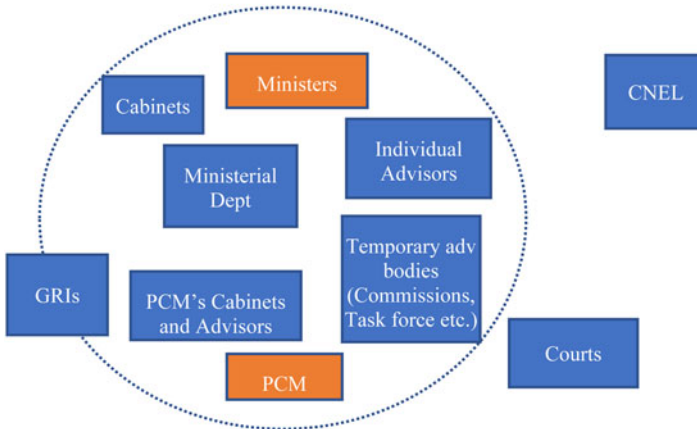 Ministers
CNEL
Cabinets
Individual
Advisors
Ministerial
Dept
Temporary adv
bodies
(Commissions,
Task force etc.)
GRIs
PCM’s Cabinets
and Advisors
Courts
PCM